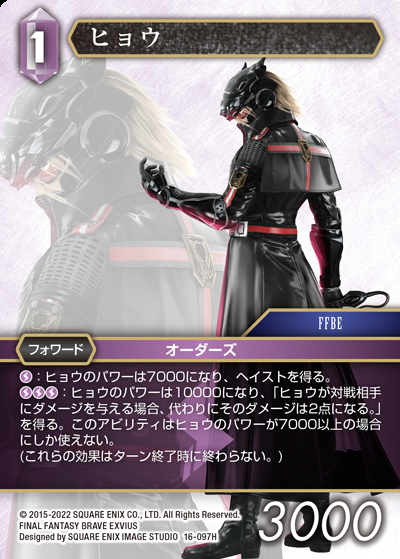 1
ヒョウ
FFBE
フォワード
オーダーズ
:ヒョウのパワーは7000になり、ヘイストを得る。
:ヒョウのパワーは10000になり、「ヒョウが対戦相手
にダメージを与える場合、代わりにそのダメージは2点になる。」
を得る。このアビリティはヒョウのパワーが7000以上の場合
にしか使えない。
(これらの効果はターン終了時に終わらない。)
© 2015-2022 SQUARE ENIX CO., LTD. All Rights Reserved.
FINAL FANTASY BRAVE EXVIUS
Designed by SQUARE ENIX IMAGE STUDIO 16-097H
3000